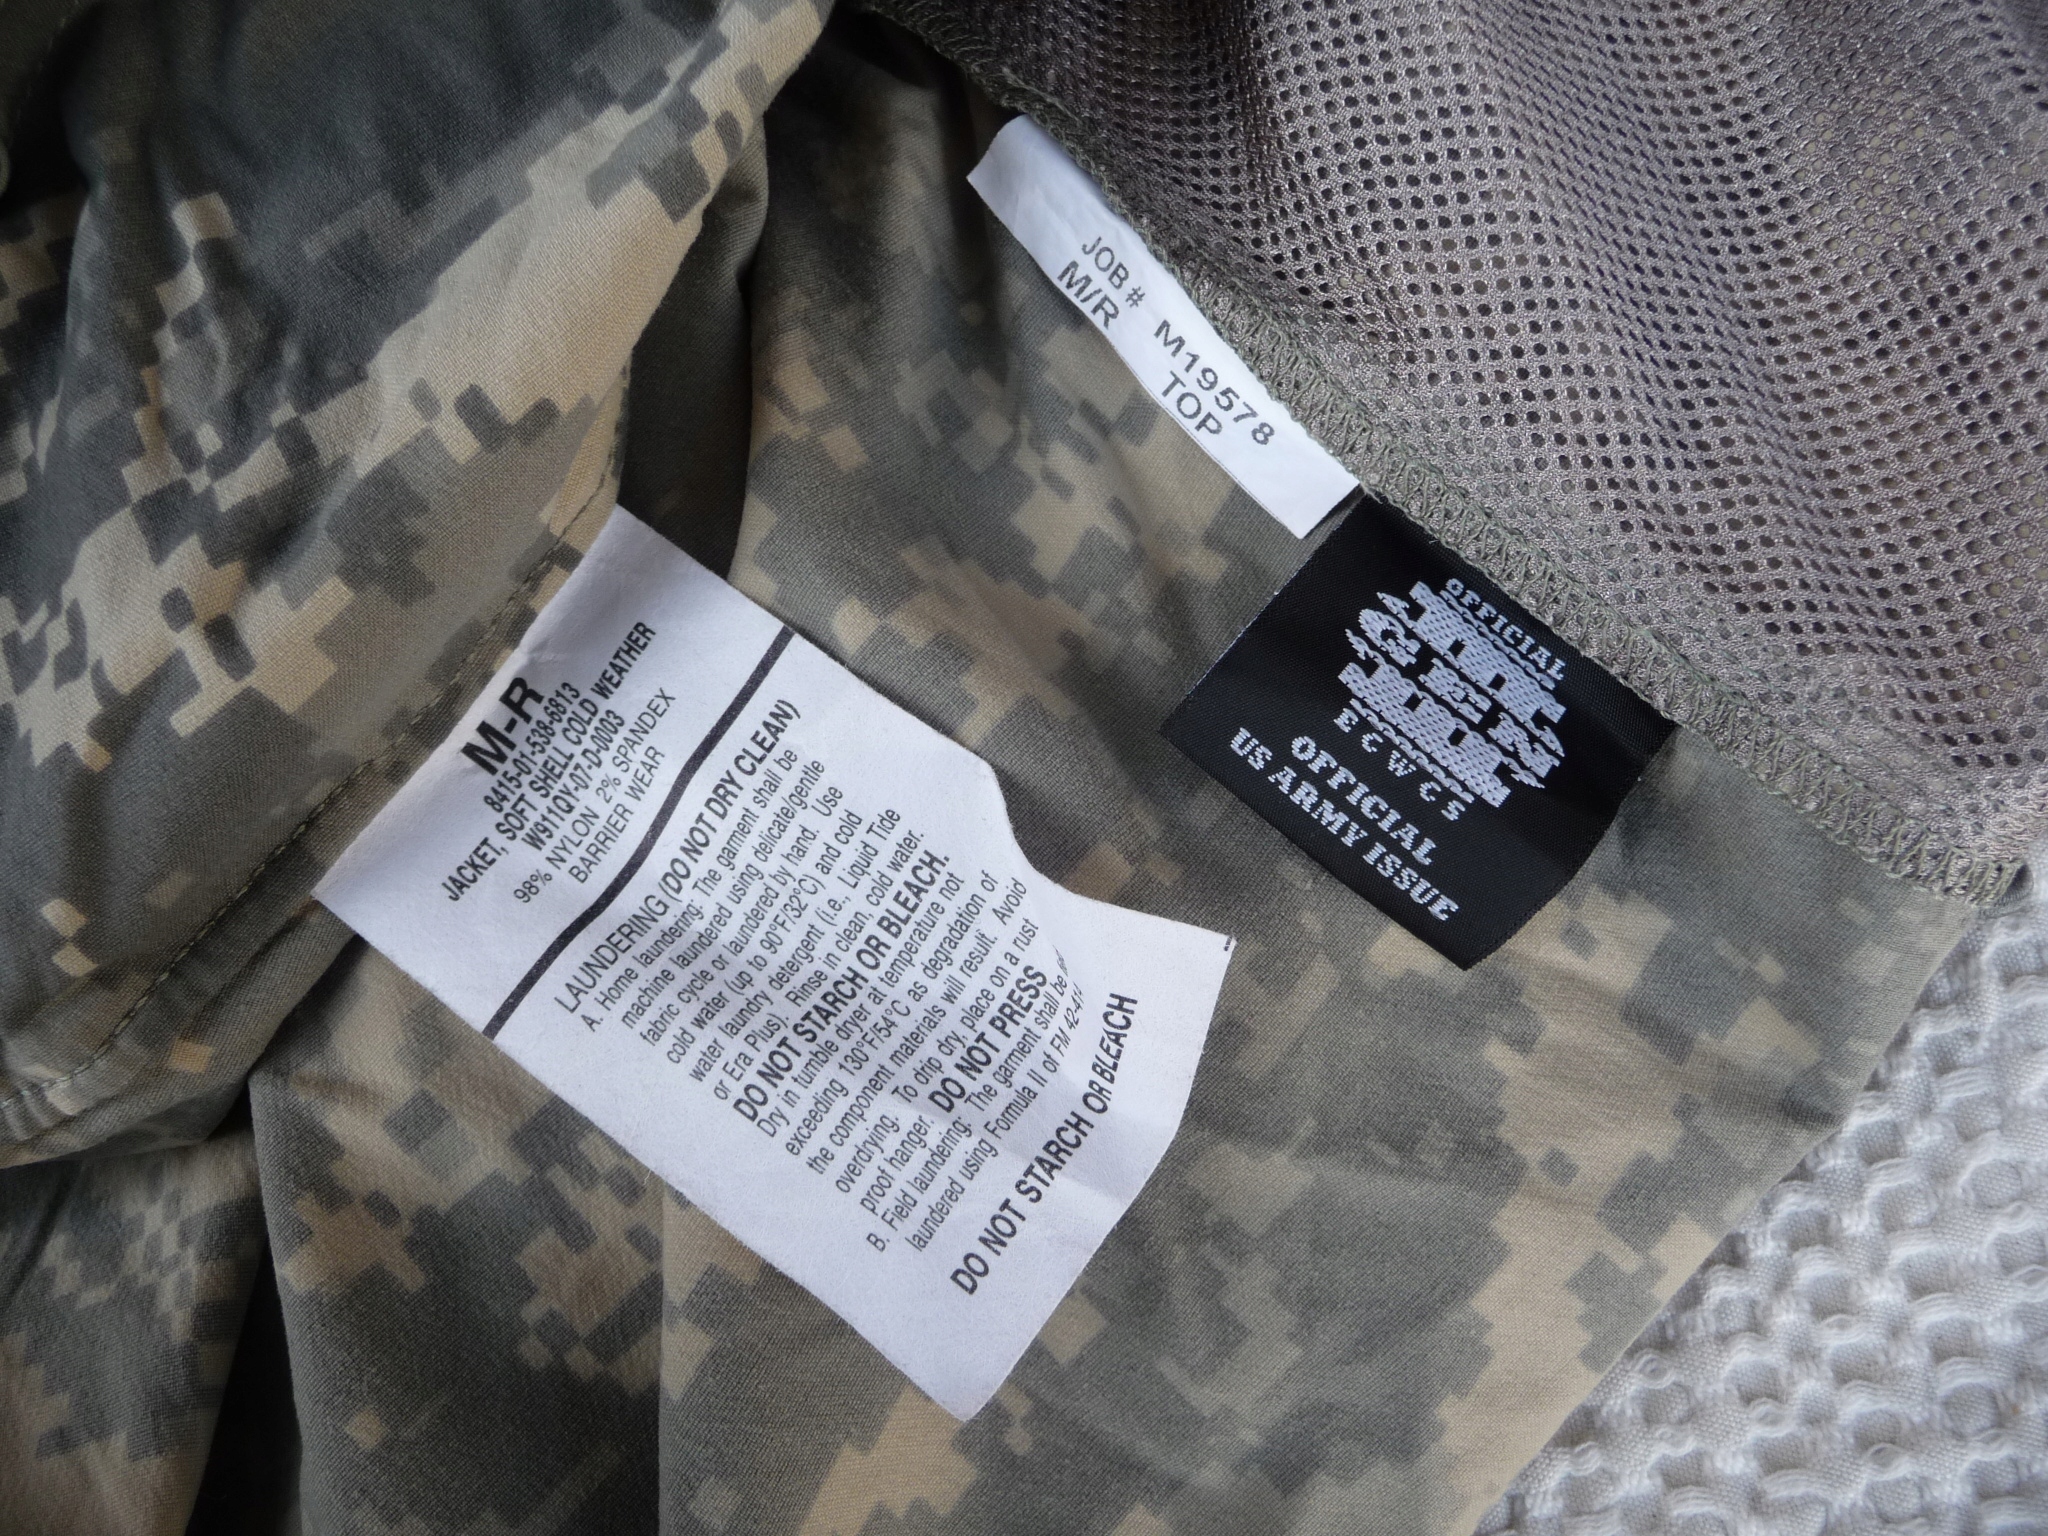 JOB # M19578
M/R TOP
OFFICIAL
GEN
ECWCS
OFFICIAL
US ARMY ISSUE
M-R
8415-01-538-6813
JACKET, SOFT SHELL COLD WEATHER
W911QY-07-D-0003
98% NYLON 2% SPANDEX
BARRIER WEAR
LAUNDERING (DO NOT DRY CLEAN)
A. Home laundering: The garment shall be
machine laundered using delicate/gentle
fabric cycle or laundered by hand. Use
cold water (up to 90°F/32°C) and cold
water laundry detergent (i.e., Liquid Tide
or Era Plus). Rinse in clean, cold water.
DO NOT STARCH OR BLEACH.
Dry in tumble dryer at temperature not
exceeding 130°F/54°C as degradation of
the component materials will result. Avoid
overdrying. To drip dry, place on a rust
proof hanger. DO NOT PRESS
B. Field laundering: The garment shall be
laundered using Formula II of FM
DO NOT STARCH OR BLEACH